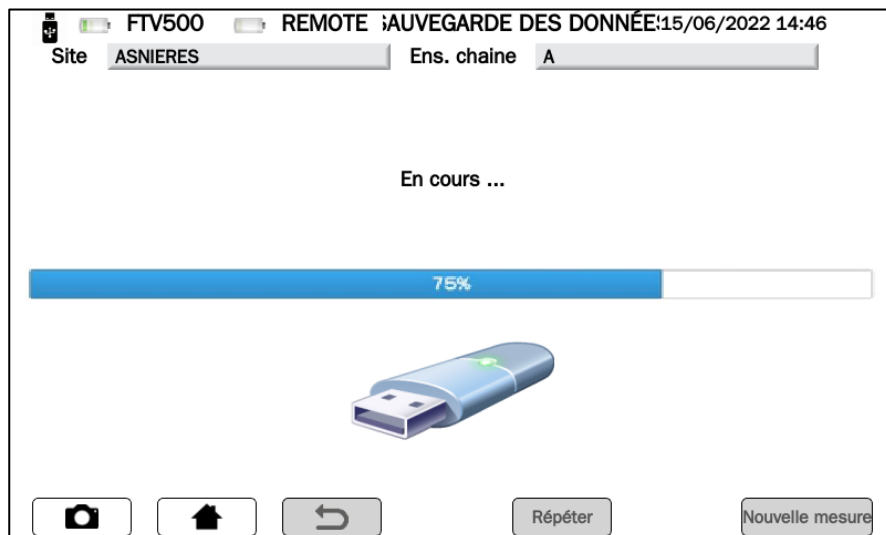 FTV500 REMOTE SAUVEGARDE DES DONNÉES 15/06/2022 14:46
Site ASNIERES Ens. chaine A
En cours ...
75%
Répéter Nouvelle mesure